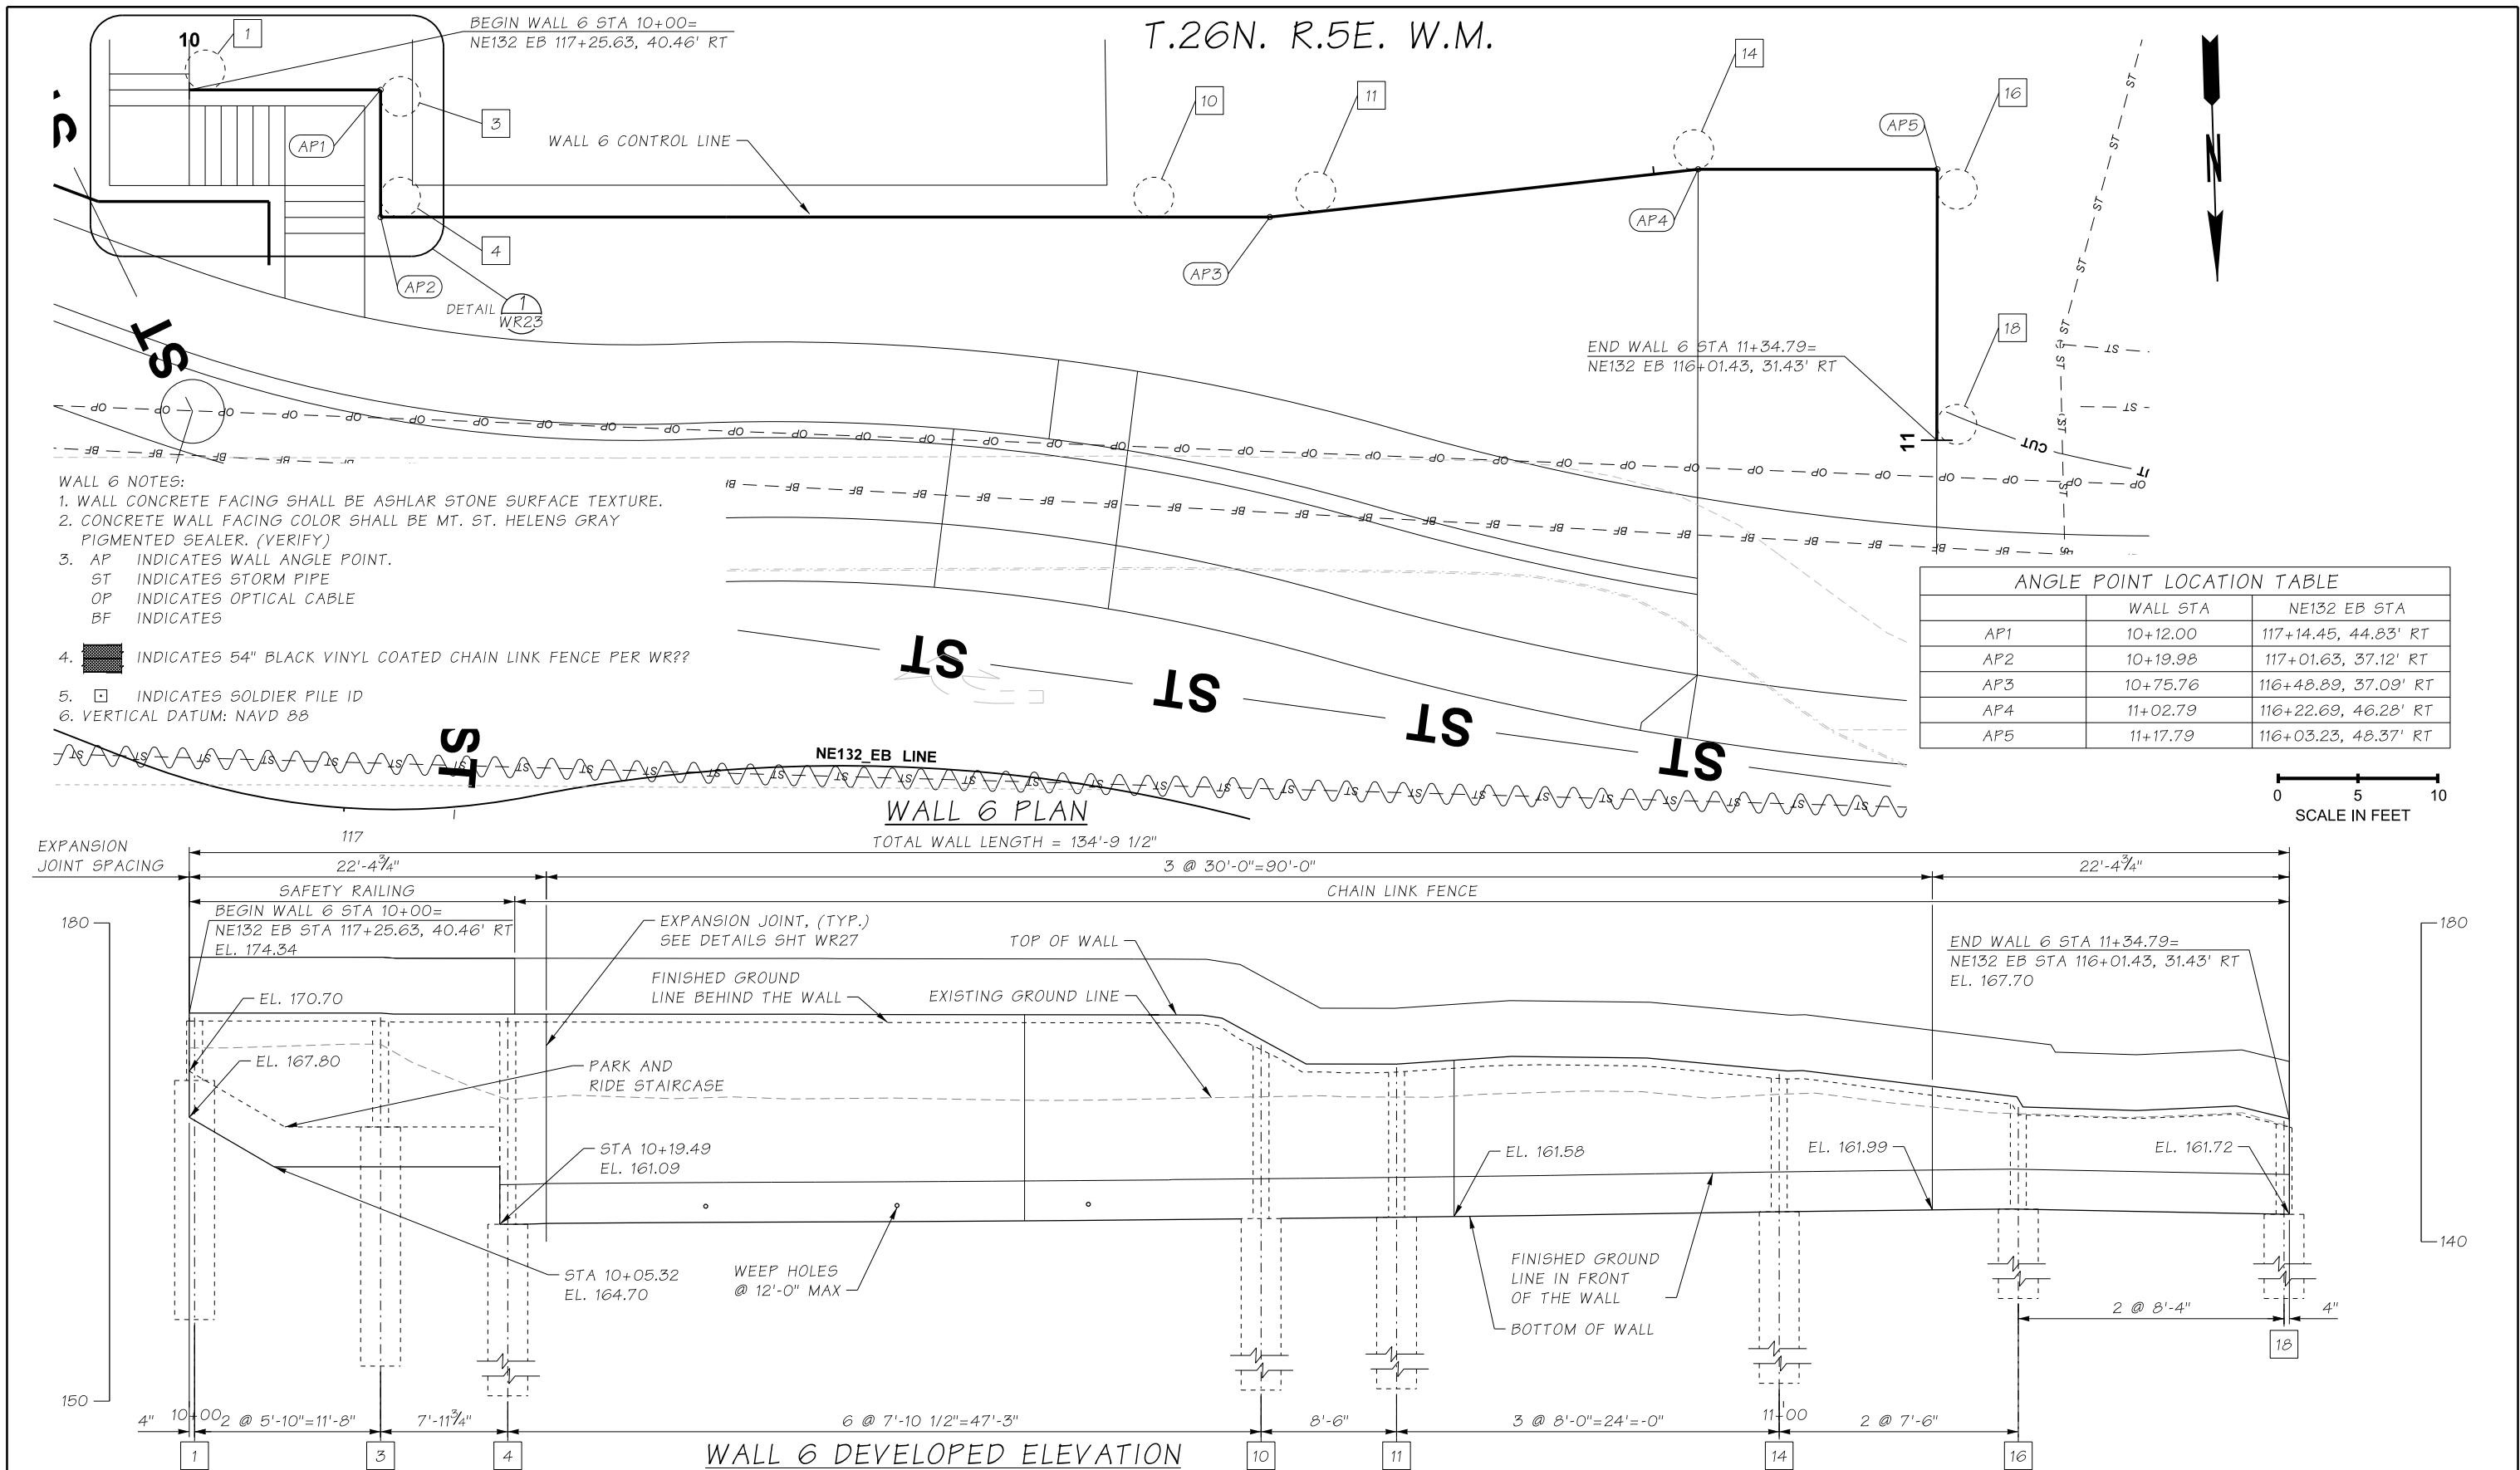 T.26N. R.5E. W.M.
BEGIN WALL 6 STA 10+00=
NE132 EB 117+25.63, 40.46' RT
10
1
3
4
10
11
14
16
18
AP1
AP2
AP3
AP4
AP5
N
WALL 6 CONTROL LINE
DETAIL 1
WR23
END WALL 6 STA 11+34.79=
NE132 EB 116+01.43, 31.43' RT
11
CUT
ST
OP
BF
WALL 6 NOTES:
1. WALL CONCRETE FACING SHALL BE ASHLAR STONE SURFACE TEXTURE.
2. CONCRETE WALL FACING COLOR SHALL BE MT. ST. HELENS GRAY
PIGMENTED SEALER. (VERIFY)
3. AP INDICATES WALL ANGLE POINT.
ST INDICATES STORM PIPE
OP INDICATES OPTICAL CABLE
BF INDICATES
4. INDICATES 54" BLACK VINYL COATED CHAIN LINK FENCE PER WR??
5. INDICATES SOLDIER PILE ID
6. VERTICAL DATUM: NAVD 88
ANGLE POINT LOCATION TABLE
WALL STA NE132 EB STA
AP1 10+12.00 117+14.45, 44.83' RT
AP2 10+19.98 117+01.63, 37.12' RT
AP3 10+75.76 116+48.89, 37.09' RT
AP4 11+02.79 116+22.69, 46.28' RT
AP5 11+17.79 116+03.23, 48.37' RT
ST ST ST ST ST ST
NE132_EB LINE
0 5 10
SCALE IN FEET
WALL 6 PLAN
117
TOTAL WALL LENGTH = 134'-9 1/2"
EXPANSION
JOINT SPACING
22'-4 3/4"
3 @ 30'-0"=90'-0"
22'-4 3/4"
SAFETY RAILING
CHAIN LINK FENCE
BEGIN WALL 6 STA 10+00=
NE132 EB STA 117+25.63, 40.46' RT
EL. 174.34
180
180
EXPANSION JOINT, (TYP.)
SEE DETAILS SHT WR27
TOP OF WALL
END WALL 6 STA 11+34.79=
NE132 EB STA 116+01.43, 31.43' RT
EL. 167.70
FINISHED GROUND
LINE BEHIND THE WALL
EXISTING GROUND LINE
EL. 170.70
EL. 167.80
PARK AND
RIDE STAIRCASE
STA 10+19.49
EL. 161.09
EL. 161.58
EL. 161.99
EL. 161.72
STA 10+05.32
EL. 164.70
WEEP HOLES
@ 12'-0" MAX
FINISHED GROUND
LINE IN FRONT
OF THE WALL
BOTTOM OF WALL
140
2 @ 8'-4"
4"
18
150
4"
10+00
2 @ 5'-10"=11'-8"
7'-11 3/4"
6 @ 7'-10 1/2"=47'-3"
8'-6"
3 @ 8'-0"=24'=-0"
11+00
2 @ 7'-6"
1
3
4
10
11
14
16
WALL 6 DEVELOPED ELEVATION